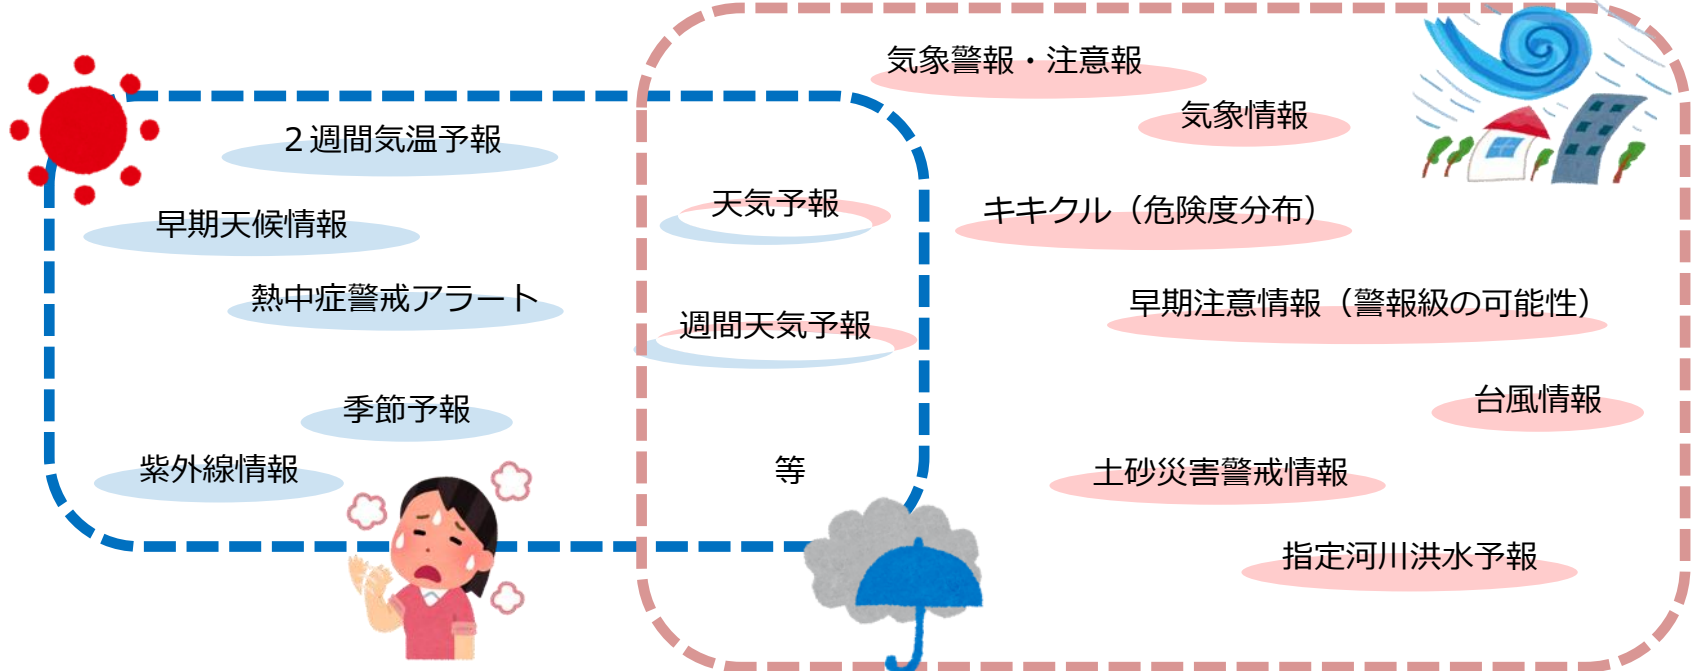 気象警報・注意報
気象情報
２週間気温予報
天気予報
キキクル（危険度分布）
早期天候情報
熱中症警戒アラート
早期注意情報（警報級の可能性）
週間天気予報
季節予報
台風情報
紫外線情報
等
土砂災害警戒情報
指定河川洪水予報